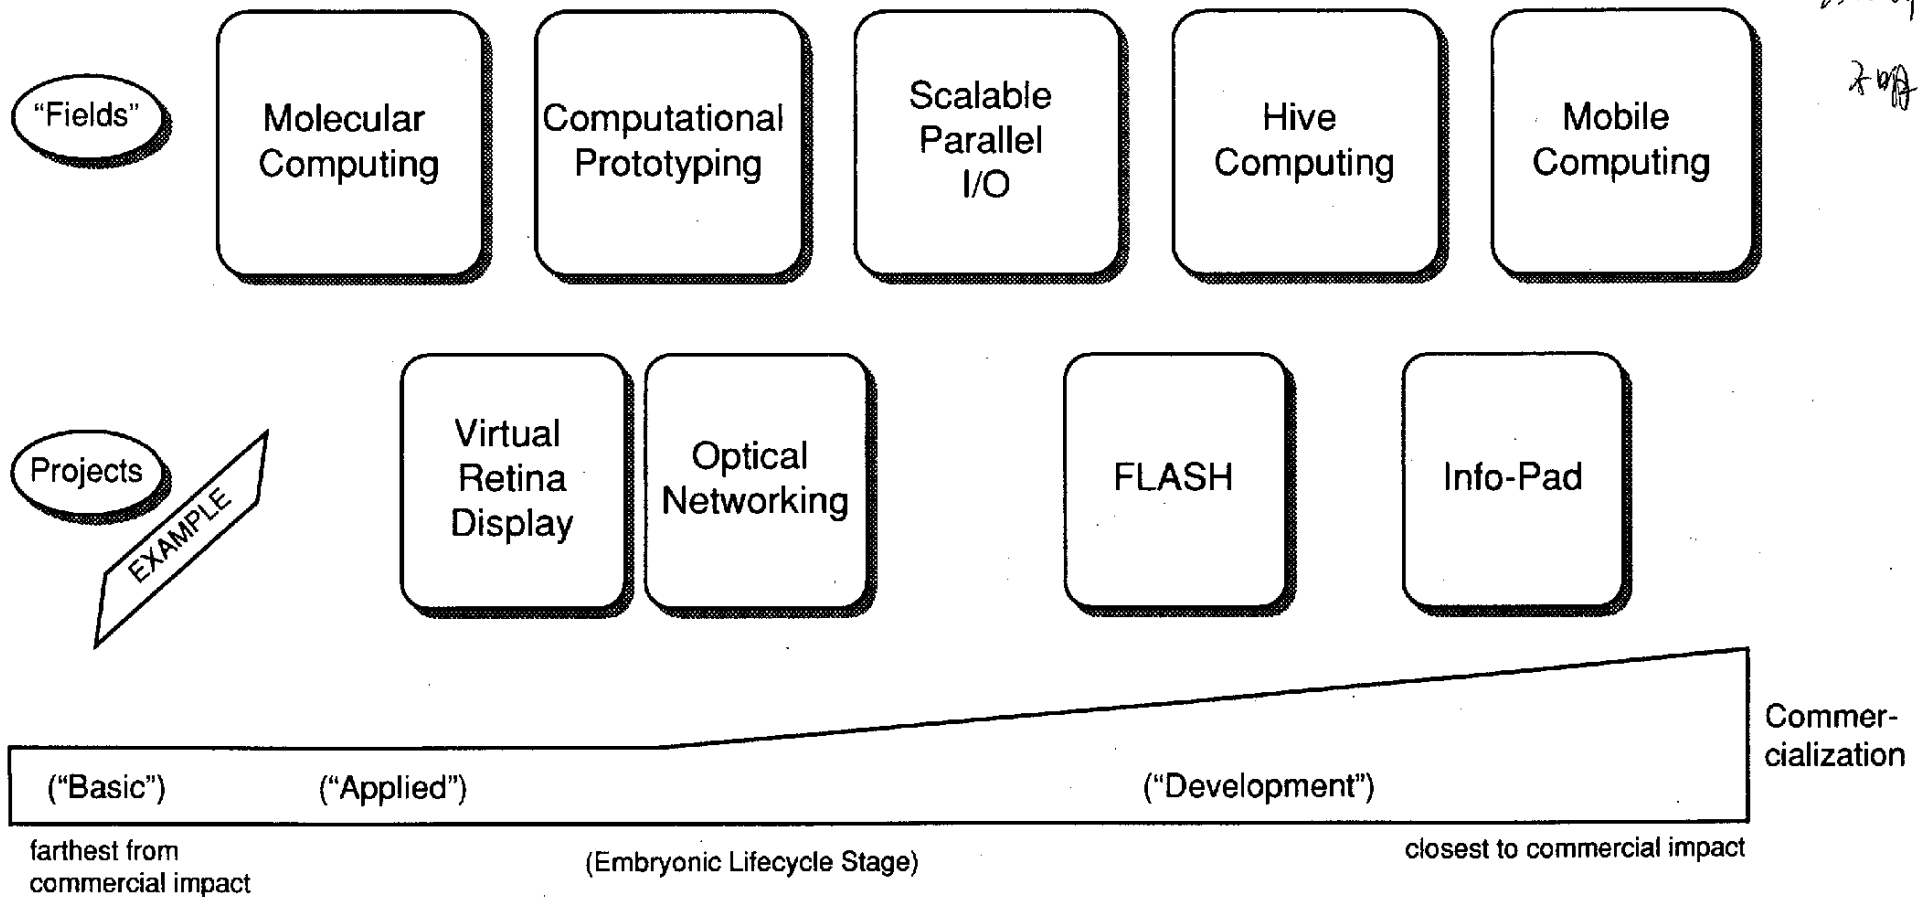 “Fields”
Molecular
Computing
Computational
Prototyping
Scalable
Parallel
I/O
Hive
Computing
Mobile
Computing
Projects
EXAMPLE
Virtual
Retina
Display
Optical
Networking
FLASH
Info-Pad
(“Basic”)
(“Applied”)
(“Development”)
Commer-
cialization
farthest from
commercial impact
(Embryonic Lifecycle Stage)
closest to commercial impact